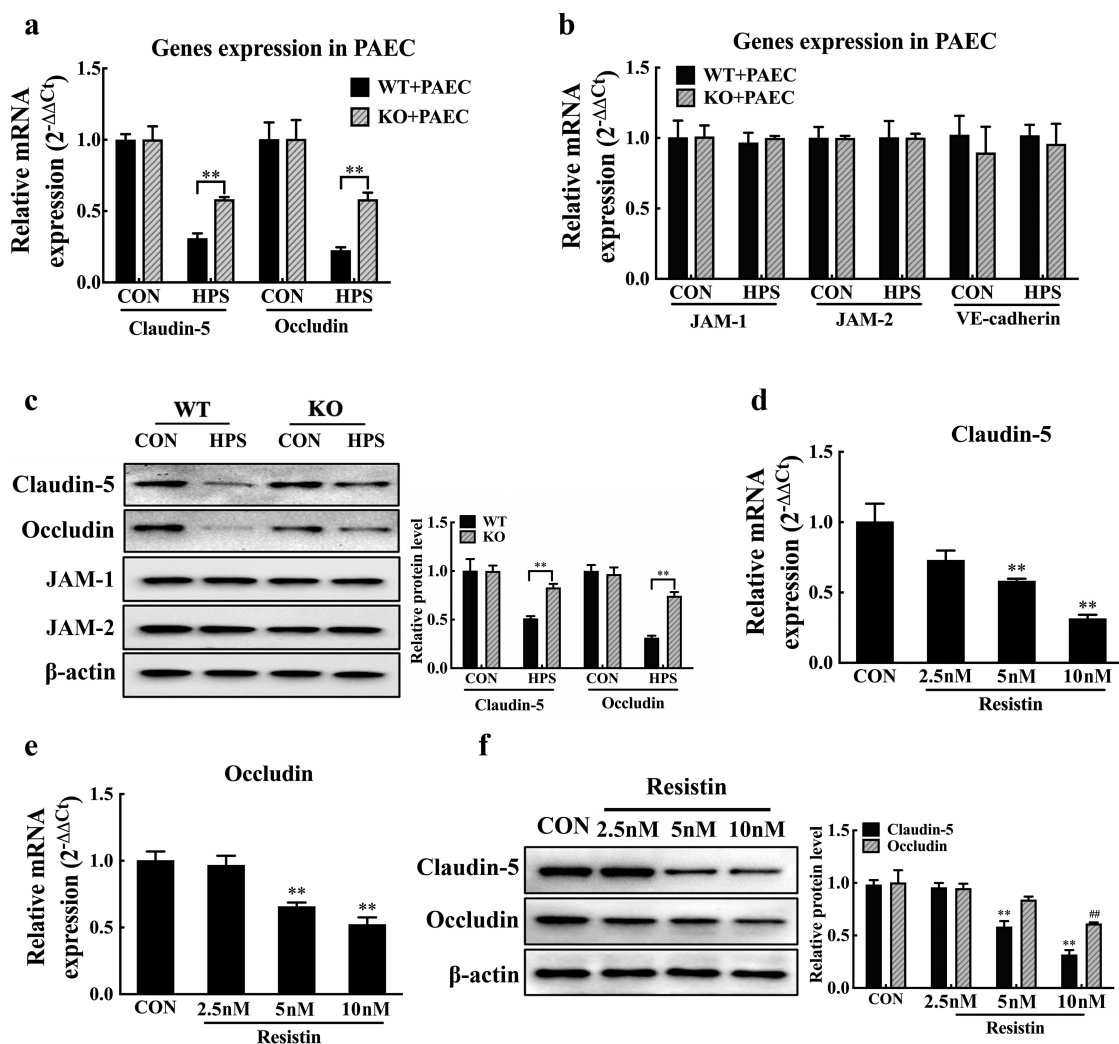 a
Genes expression in PAEC
Relative mRNA
expression (2-ΔΔCt)
1.5
1.0
0.5
0.0
WT+PAEC
KO+PAEC
**
**
CON HPS CON HPS
Claudin-5 Occludin
b
Genes expression in PAEC
Relative mRNA
expression (2-ΔΔCt)
1.5
1.0
0.5
0.0
WT+PAEC
KO+PAEC
CON HPS CON HPS CON HPS
JAM-1 JAM-2 VE-cadherin
c
WT KO
CON HPS CON HPS
Claudin-5
Occludin
JAM-1
JAM-2
β-actin
Relative protein level
1.5
1.0
0.5
0.0
WT
KO
**
**
CON HPS CON HPS
Claudin-5 Occludin
d
Claudin-5
Relative mRNA
expression (2-ΔΔCt)
1.5
1.0
0.5
0.0
**
**
CON 2.5nM 5nM 10nM
Resistin
e
Occludin
Relative mRNA
expression (2-ΔΔCt)
1.5
1.0
0.5
0.0
**
**
CON 2.5nM 5nM 10nM
Resistin
f
Resistin
CON 2.5nM 5nM 10nM
Claudin-5
Occludin
β-actin
Relative protein level
1.5
1.0
0.5
0.0
Claudin-5
Occludin
**
**
##
CON 2.5nM 5nM 10nM
Resistin